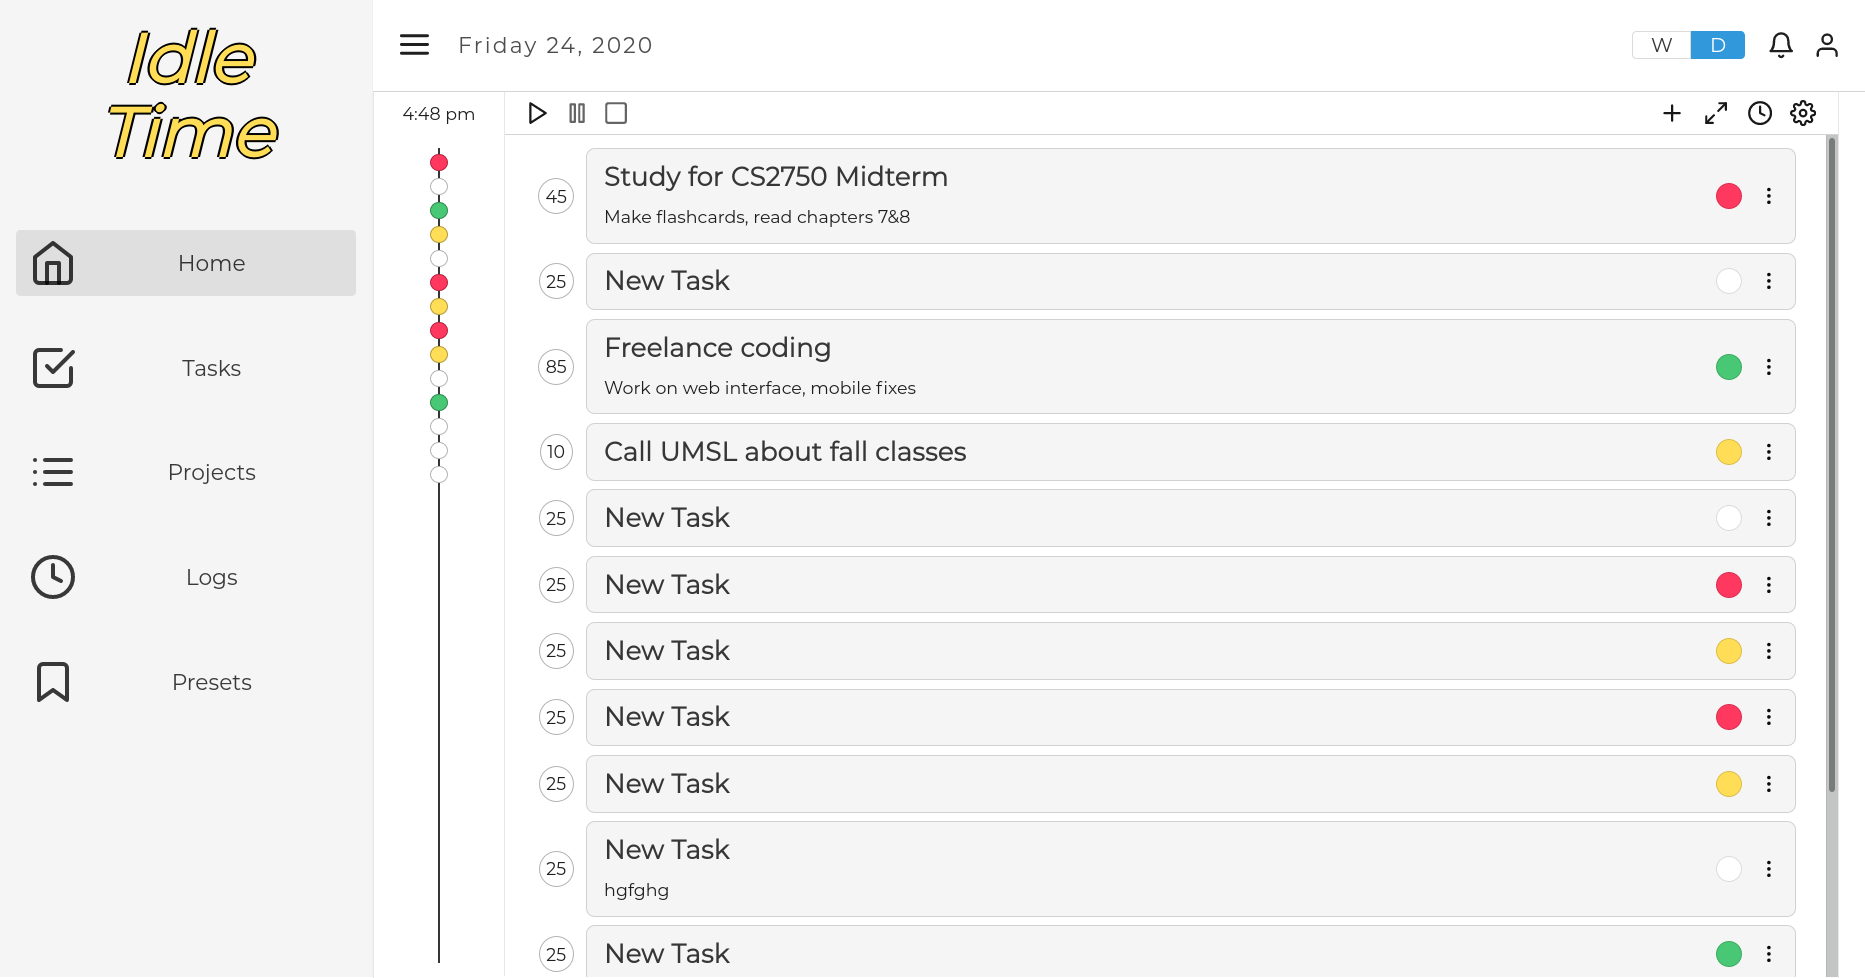 Idle
Time
Home
Tasks
Projects
Logs
Presets
Friday 24, 2020
W D
4:48 pm
45
Study for CS2750 Midterm
Make flashcards, read chapters 7&8
25
New Task
85
Freelance coding
Work on web interface, mobile fixes
10
Call UMSL about fall classes
25
New Task
25
New Task
25
New Task
25
New Task
25
New Task
25
New Task
hgfghg
25
New Task